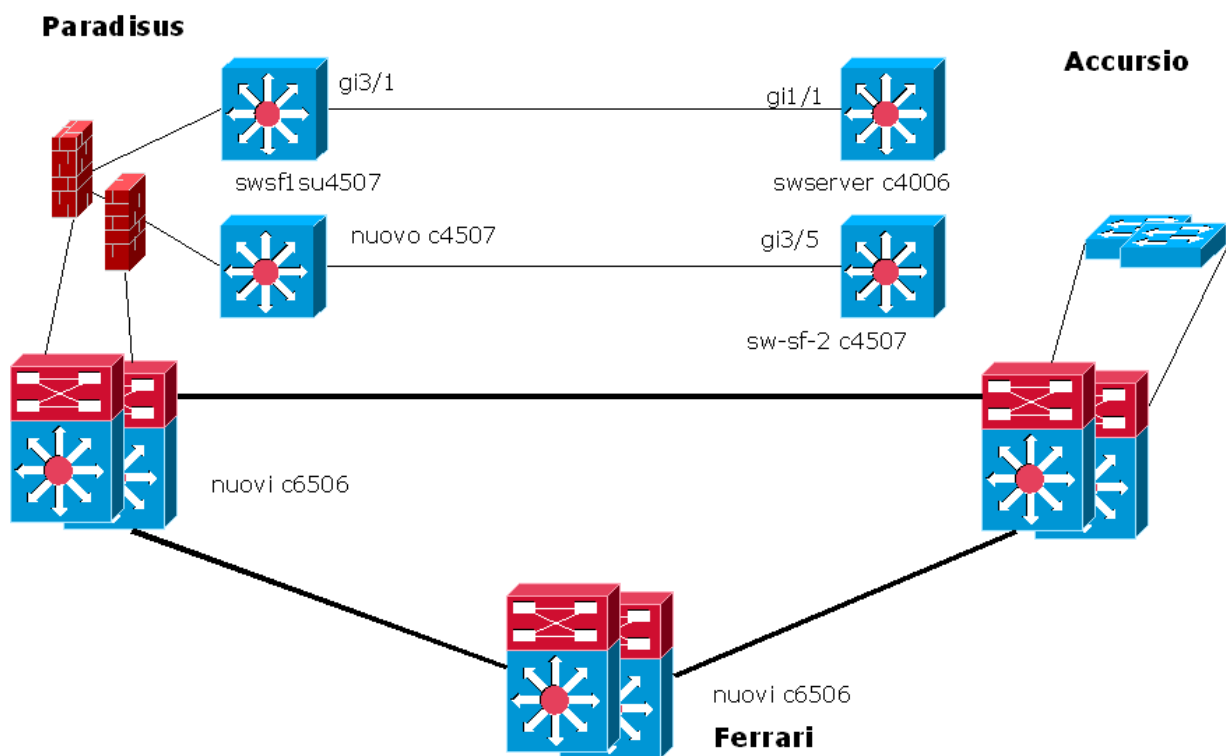 Paradisus
Accursio
gi3/1
gi1/1
swsf1su4507
swserver c4006
nuovo c4507
gi3/5
sw-sf-2 c4507
nuovi c6506
nuovi c6506
Ferrari